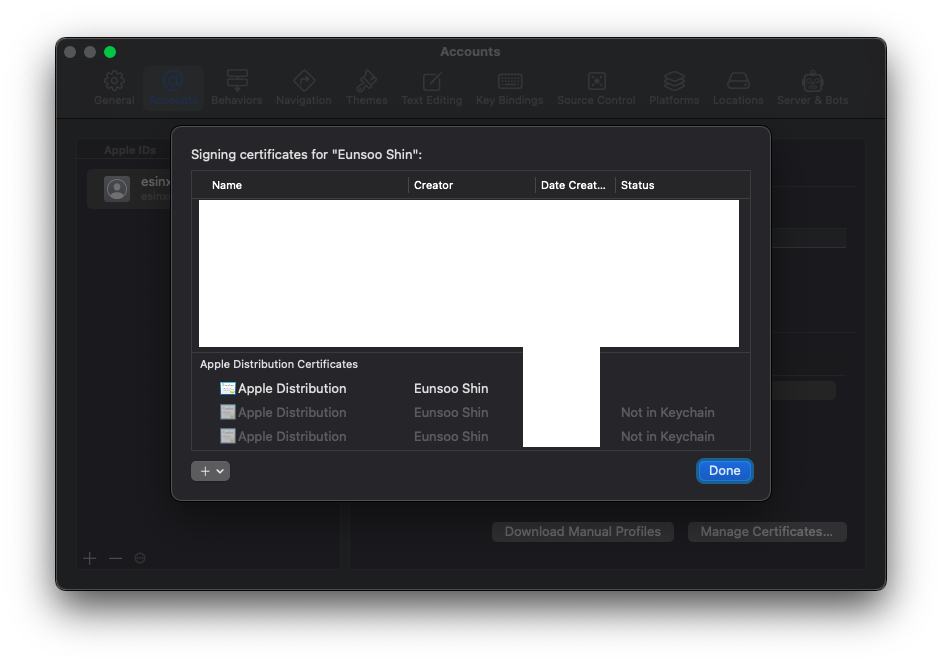 Accounts
General Accounts Behaviors Navigation Themes Text Editing Key Bindings Source Control Platforms Locations Server & Bots
Apple IDs
esinx
esinx
Signing certificates for "Eunsoo Shin":
Name Creator Date Creat... Status
Apple Distribution Certificates
Apple Distribution Eunsoo Shin
Apple Distribution Eunsoo Shin Not in Keychain
Apple Distribution Eunsoo Shin Not in Keychain
Done
Download Manual Profiles Manage Certificates...